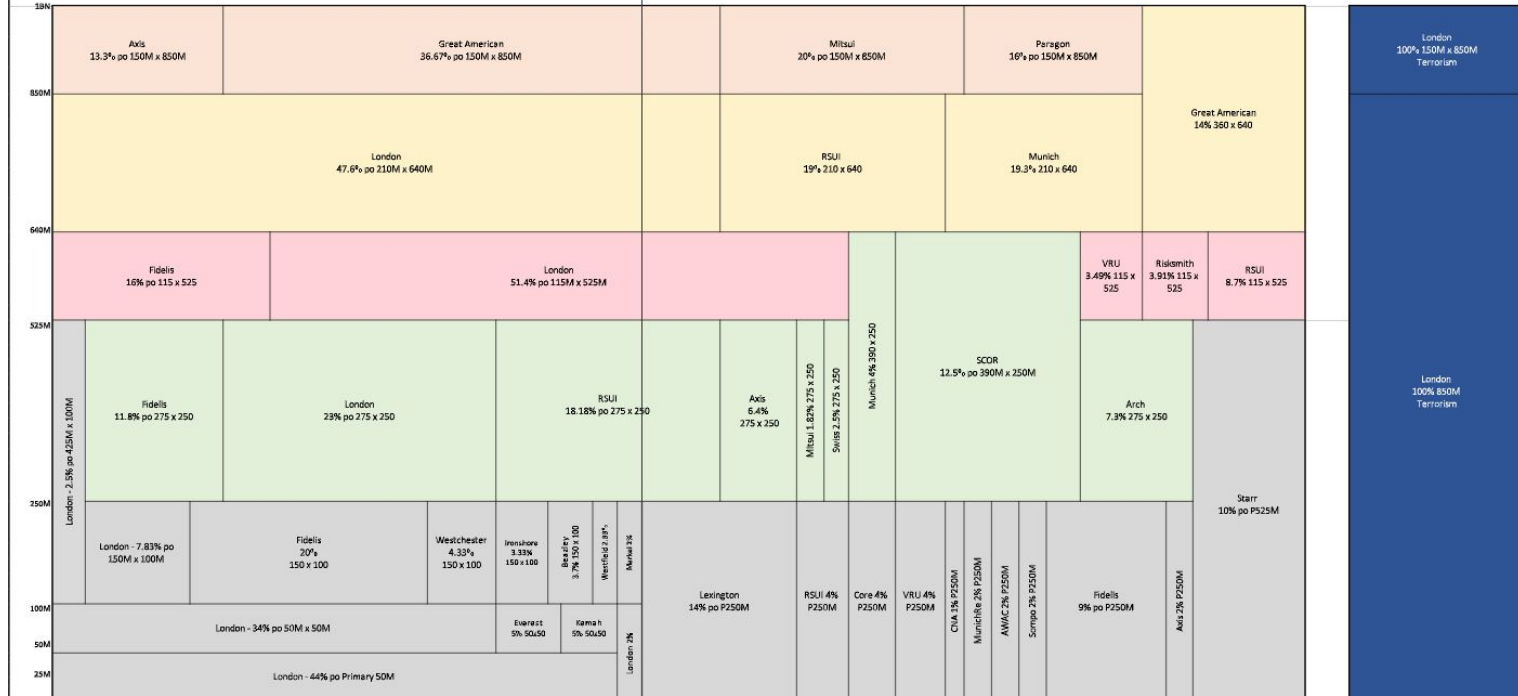 1BN
Axis
13.3% po 150M x 850M
Great American
36.67% po 150M x 850M
Mitsui
20% po 150M x 850M
Paragon
16% po 150M x 850M
London
100% 150M x 850M
Terrorism
850M
Great American
14% 360 x 640
London
47.6% po 210M x 640M
RSUI
19% 210 x 640
Munich
19.3% 210 x 640
640M
Fidelis
16% po 115 x 525
London
51.4% po 115M x 525M
VRU
3.49% 115 x
525
Risksmith
3.91% 115 x
525
RSUI
8.7% 115 x 525
525M
London - 2.5% po 425M x 100M
Fidelis
11.8% po 275 x 250
London
23% po 275 x 250
RSUI
18.18% po 275 x 250
Axis
6.4%
275 x 250
Mitsui 1.82% 275 x 250
Swiss 2.5% 275 x 250
Munich 4% 390 x 250
SCOR
12.5% po 390M x 250M
Arch
7.3% 275 x 250
London
100% 850M
Terrorism
250M
Starr
10% po P525M
London - 7.83% po
150M x 100M
Fidelis
20%
150 x 100
Westchester
4.33%
150 x 100
Ironshore
3.33%
150 x 100
Beazley
3.7% 150 x 100
Westfield
Markel
Lexington
14% po P250M
RSUI 4%
P250M
Core 4%
P250M
VRU 4%
P250M
CNA 1% P250M
MunichRe 2% P250M
AWAC 2% P250M
Sompo 2% P250M
Fidelis
9% po P250M
Axis 2% P250M
100M
London - 34% po 50M x 50M
Everest
5% 50x50
Kemah
5% 50x50
London 2%
50M
London - 44% po Primary 50M
25M